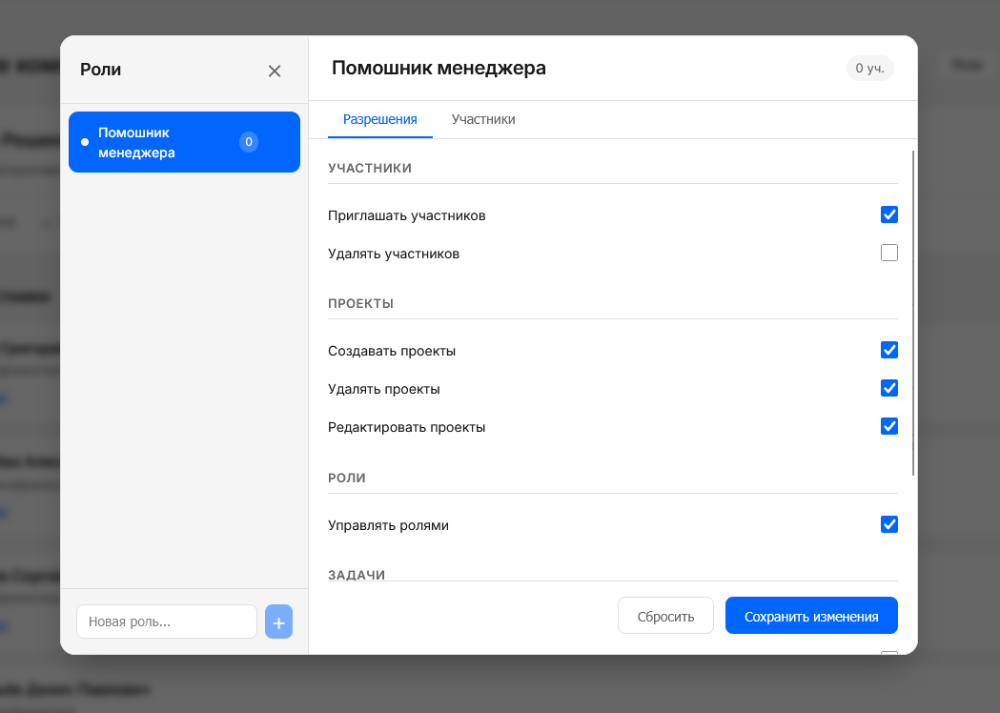 Роли
Помошник
менеджера
0
Новая роль...
+
Помошник менеджера
0 уч.
Разрешения
Участники
УЧАСТНИКИ
Приглашать участников
Удалять участников
ПРОЕКТЫ
Создавать проекты
Удалять проекты
Редактировать проекты
РОЛИ
Управлять ролями
ЗАДАЧИ
Сбросить
Сохранить изменения